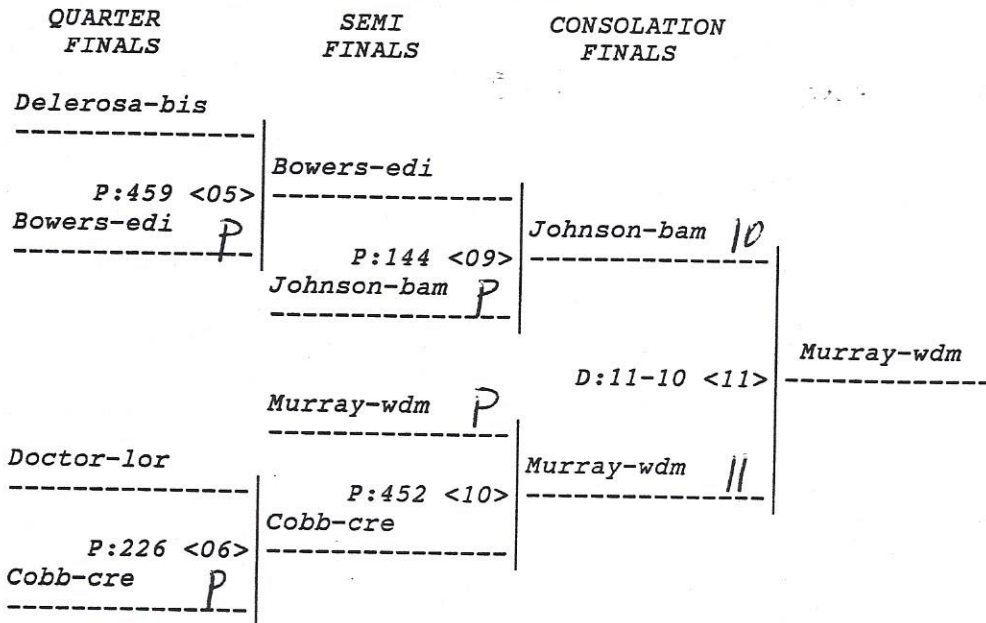 QUARTER FINALS
SEMI FINALS
CONSOLATION FINALS
Delerosa-bis
Bowers-edi
P:459 <05>
Bowers-edi P
Johnson-bam 10
P:144 <09>
Johnson-bam P
Murray-wdm
D:11-10 <11>
Murray-wdm P
Doctor-lor
Murray-wdm 11
P:452 <10>
Cobb-cre
P:226 <06>
Cobb-cre P